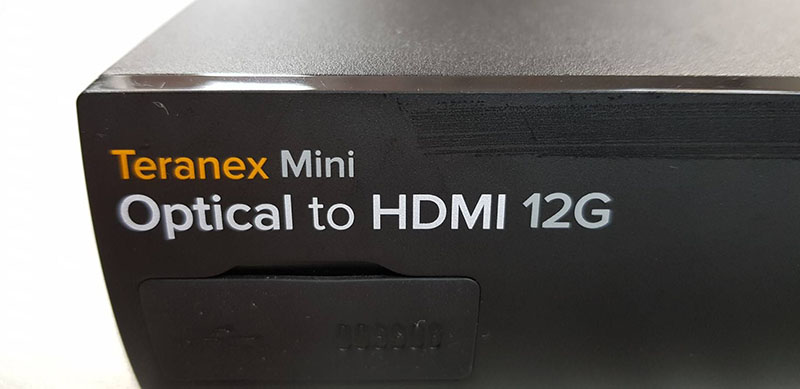 Teranex Mini
Optical to HDMI 12G